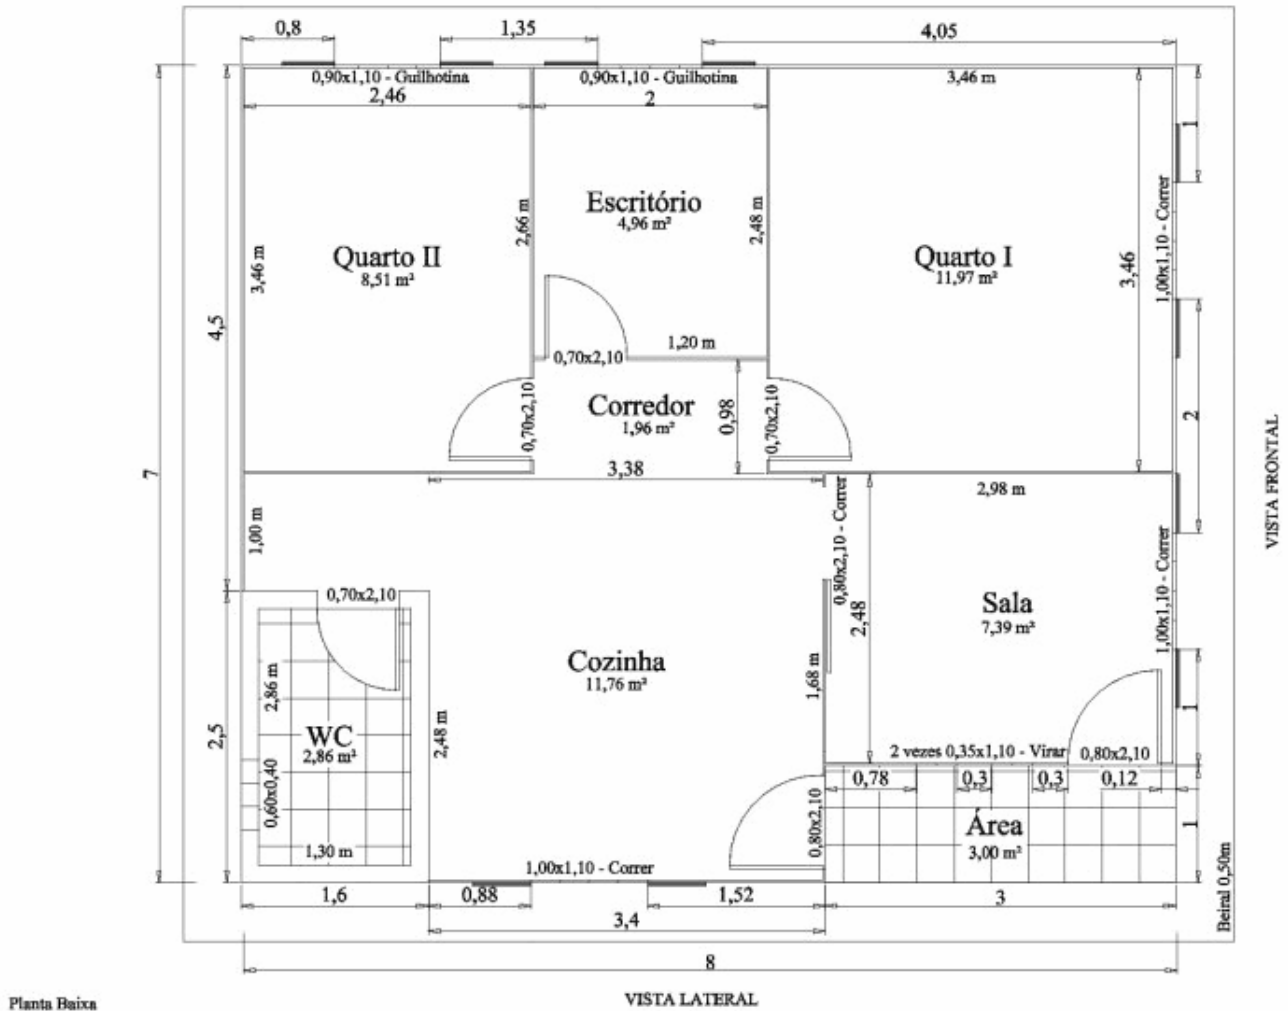 0,8
1,35
4,05
0,90x1,10 - Guilhotina
0,90x1,10 - Guilhotina
3,46 m
2,46
2
1
Escritório
4,96 m²
2,66 m
2,48 m
Quarto II
8,51 m²
3,46 m
Quarto I
11,97 m²
3,46
1,00x1,10 - Correr
4,5
1,20 m
0,70x2,10
Corredor
1,96 m²
0,98
0,70x2,10
0,70x2,10
2
7
3,38
2,98 m
VISTA FRONTAL
1,00 m
0,80x2,10 - Correr
1,00x1,10 - Correr
0,70x2,10
2,48
Sala
7,39 m²
Cozinha
11,76 m²
2,86 m
1,68 m
1
WC
2,86 m²
2,5
2,48 m
2 vezes 0,35x1,10 - Virar
0,80x2,10
0,78
0,3
0,3
0,12
0,60x0,40
0,80x2,10
Área
3,00 m²
1
1,30 m
1,00x1,10 - Correr
Beiral 0,50m
1,6
0,88
1,52
3
3,4
8
VISTA LATERAL
Planta Baixa